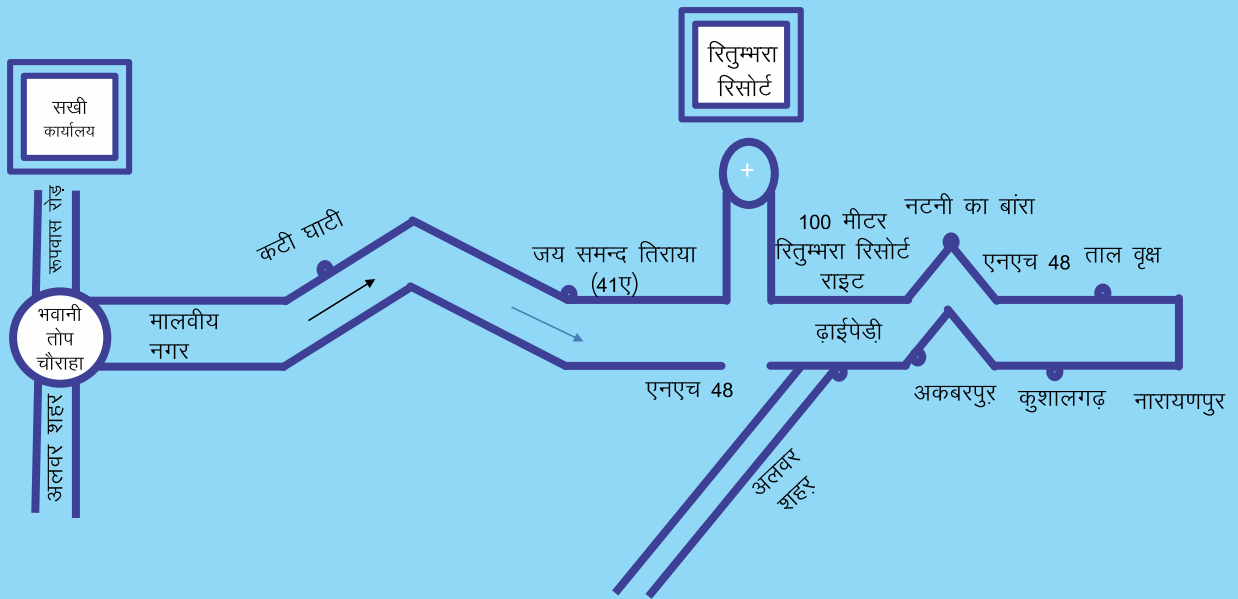 रितुम्भरा
रिसोर्ट
सखी
कार्यालय
रूपवास रोड़
कटी घाटी
जय समन्द तिराया
(41ए)
+
100 मीटर
रितुम्भरा रिसोर्ट
राइट
नटनी का बांरा
एनएच 48
ताल वृक्ष
भवानी
तोप
चौराहा
मालवीय
नगर
ढ़ाईपेडी़
एनएच 48
अकबरपुऱ
कुशालगढ़
नारायणपुर
अलवर शहर
अलवर
शहऱ